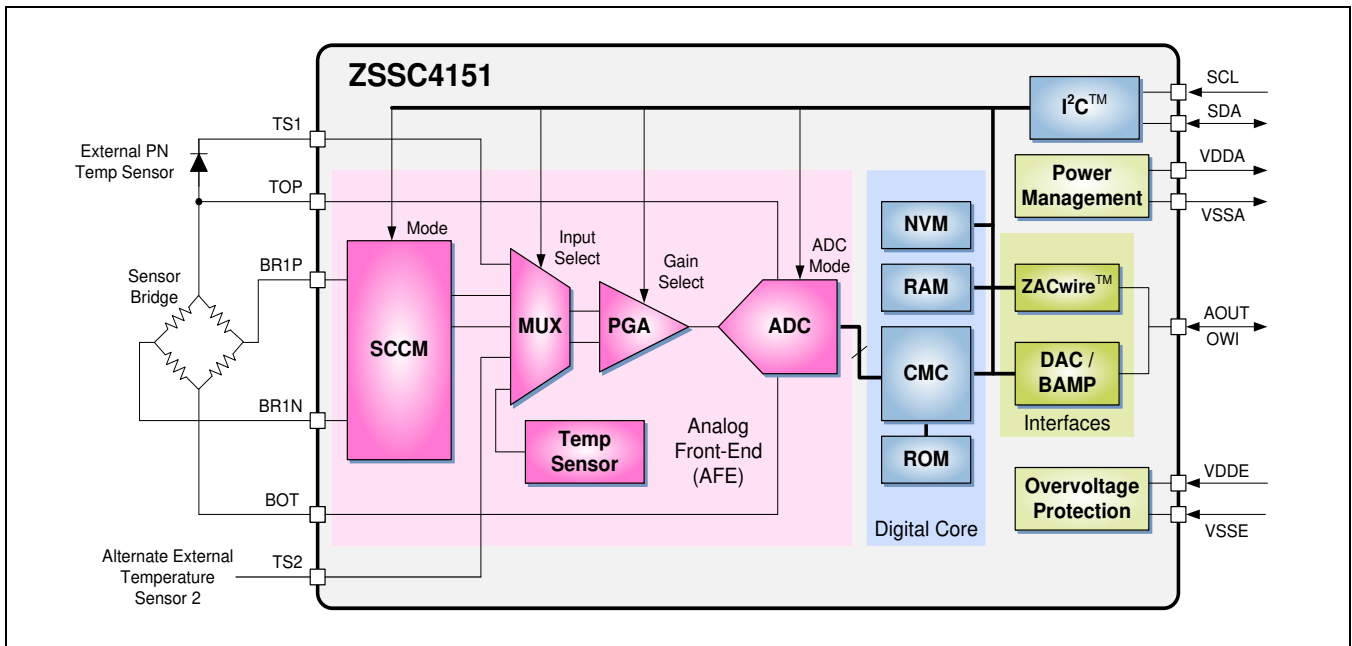 ZSSC4151
TS1
External PN
Temp Sensor
TOP
BR1P
Sensor
Bridge
BR1N
BOT
Alternate External
Temperature
Sensor 2
TS2
Mode
SCCM
Input
Select
MUX
Gain
Select
PGA
ADC
Mode
ADC
Temp
Sensor
Analog
Front-End
(AFE)
NVM
RAM
CMC
ROM
Digital Core
I²C™
Power
Management
ZACwire™
DAC /
BAMP
Interfaces
Overvoltage
Protection
SCL
SDA
VDDA
VSSA
AOUT
OWI
VDDE
VSSE